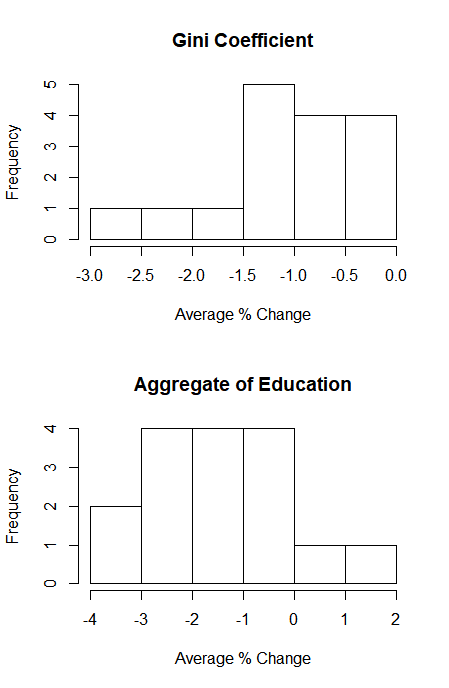 Gini Coefficient
5
4
3
2
1
0
Frequency
-3.0 -2.5 -2.0 -1.5 -1.0 -0.5 0.0
Average % Change
Aggregate of Education
4
3
2
1
0
Frequency
-4 -3 -2 -1 0 1 2
Average % Change